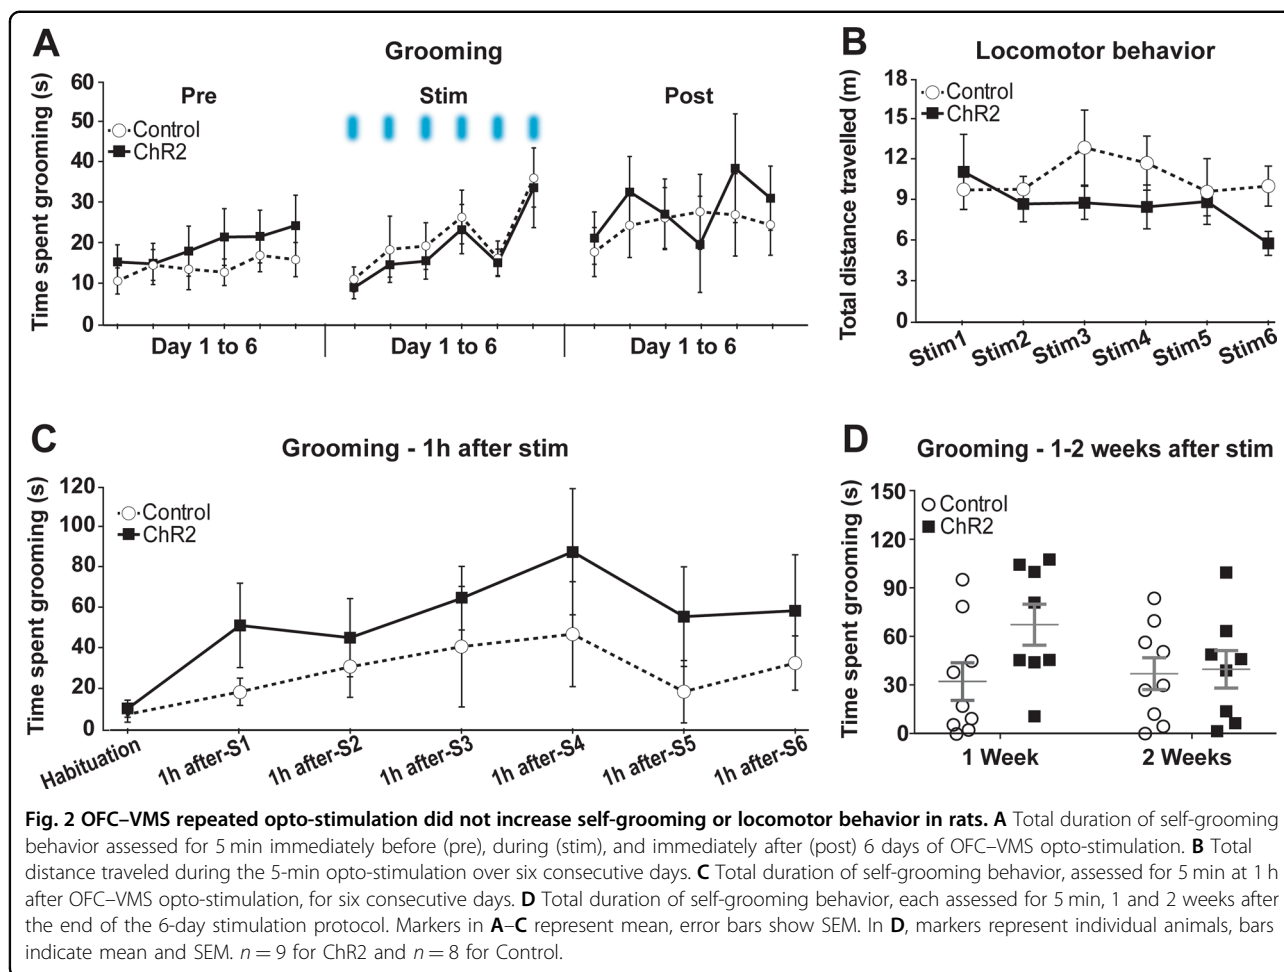 A
Grooming
Time spent grooming (s)
60
50
40
30
20
10
0
Pre
Stim
Post
Control
ChR2
Day 1 to 6
Day 1 to 6
Day 1 to 6
B
Locomotor behavior
Total distance travelled (m)
18
15
12
9
6
3
0
Control
ChR2
Stim1
Stim2
Stim3
Stim4
Stim5
Stim6
C
Grooming - 1h after stim
Time spent grooming (s)
120
100
80
60
40
20
0
Control
ChR2
Habituation
1h after-S1
1h after-S2
1h after-S3
1h after-S4
1h after-S5
1h after-S6
D
Grooming - 1-2 weeks after stim
Time spent grooming (s)
150
120
90
60
30
0
Control
ChR2
1 Week
2 Weeks
Fig. 2 OFC–VMS repeated opto-stimulation did not increase self-grooming or locomotor behavior in rats. A Total duration of self-grooming
behavior assessed for 5 min immediately before (pre), during (stim), and immediately after (post) 6 days of OFC–VMS opto-stimulation. B Total
distance traveled during the 5-min opto-stimulation over six consecutive days. C Total duration of self-grooming behavior, assessed for 5 min at 1 h
after OFC–VMS opto-stimulation, for six consecutive days. D Total duration of self-grooming behavior, each assessed for 5 min, 1 and 2 weeks after
the end of the 6-day stimulation protocol. Markers in A–C represent mean, error bars show SEM. In D, markers represent individual animals, bars
indicate mean and SEM. n = 9 for ChR2 and n = 8 for Control.